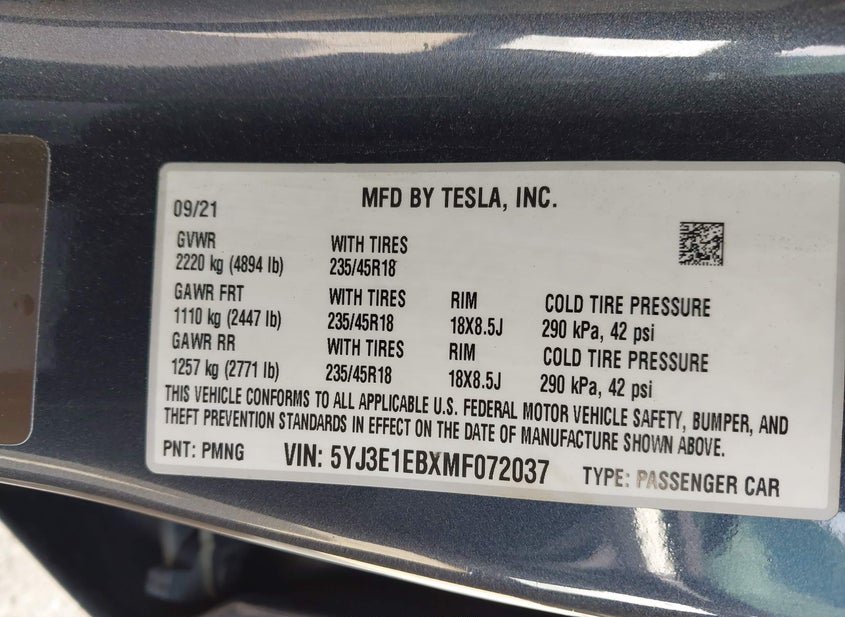 MFD BY TESLA, INC.
09/21
GVWR WITH TIRES
2220 kg (4894 lb) 235/45R18
GAWR FRT WITH TIRES RIM COLD TIRE PRESSURE
1110 kg (2447 lb) 235/45R18 18X8.5J 290 kPa, 42 psi
GAWR RR WITH TIRES RIM COLD TIRE PRESSURE
1257 kg (2771 lb) 235/45R18 18X8.5J 290 kPa, 42 psi
THIS VEHICLE CONFORMS TO ALL APPLICABLE U.S. FEDERAL MOTOR VEHICLE SAFETY, BUMPER, AND
THEFT PREVENTION STANDARDS IN EFFECT ON THE DATE OF MANUFACTURE SHOWN ABOVE.
PNT: PMNG VIN: 5YJ3E1EBXMF072037 TYPE: PASSENGER CAR